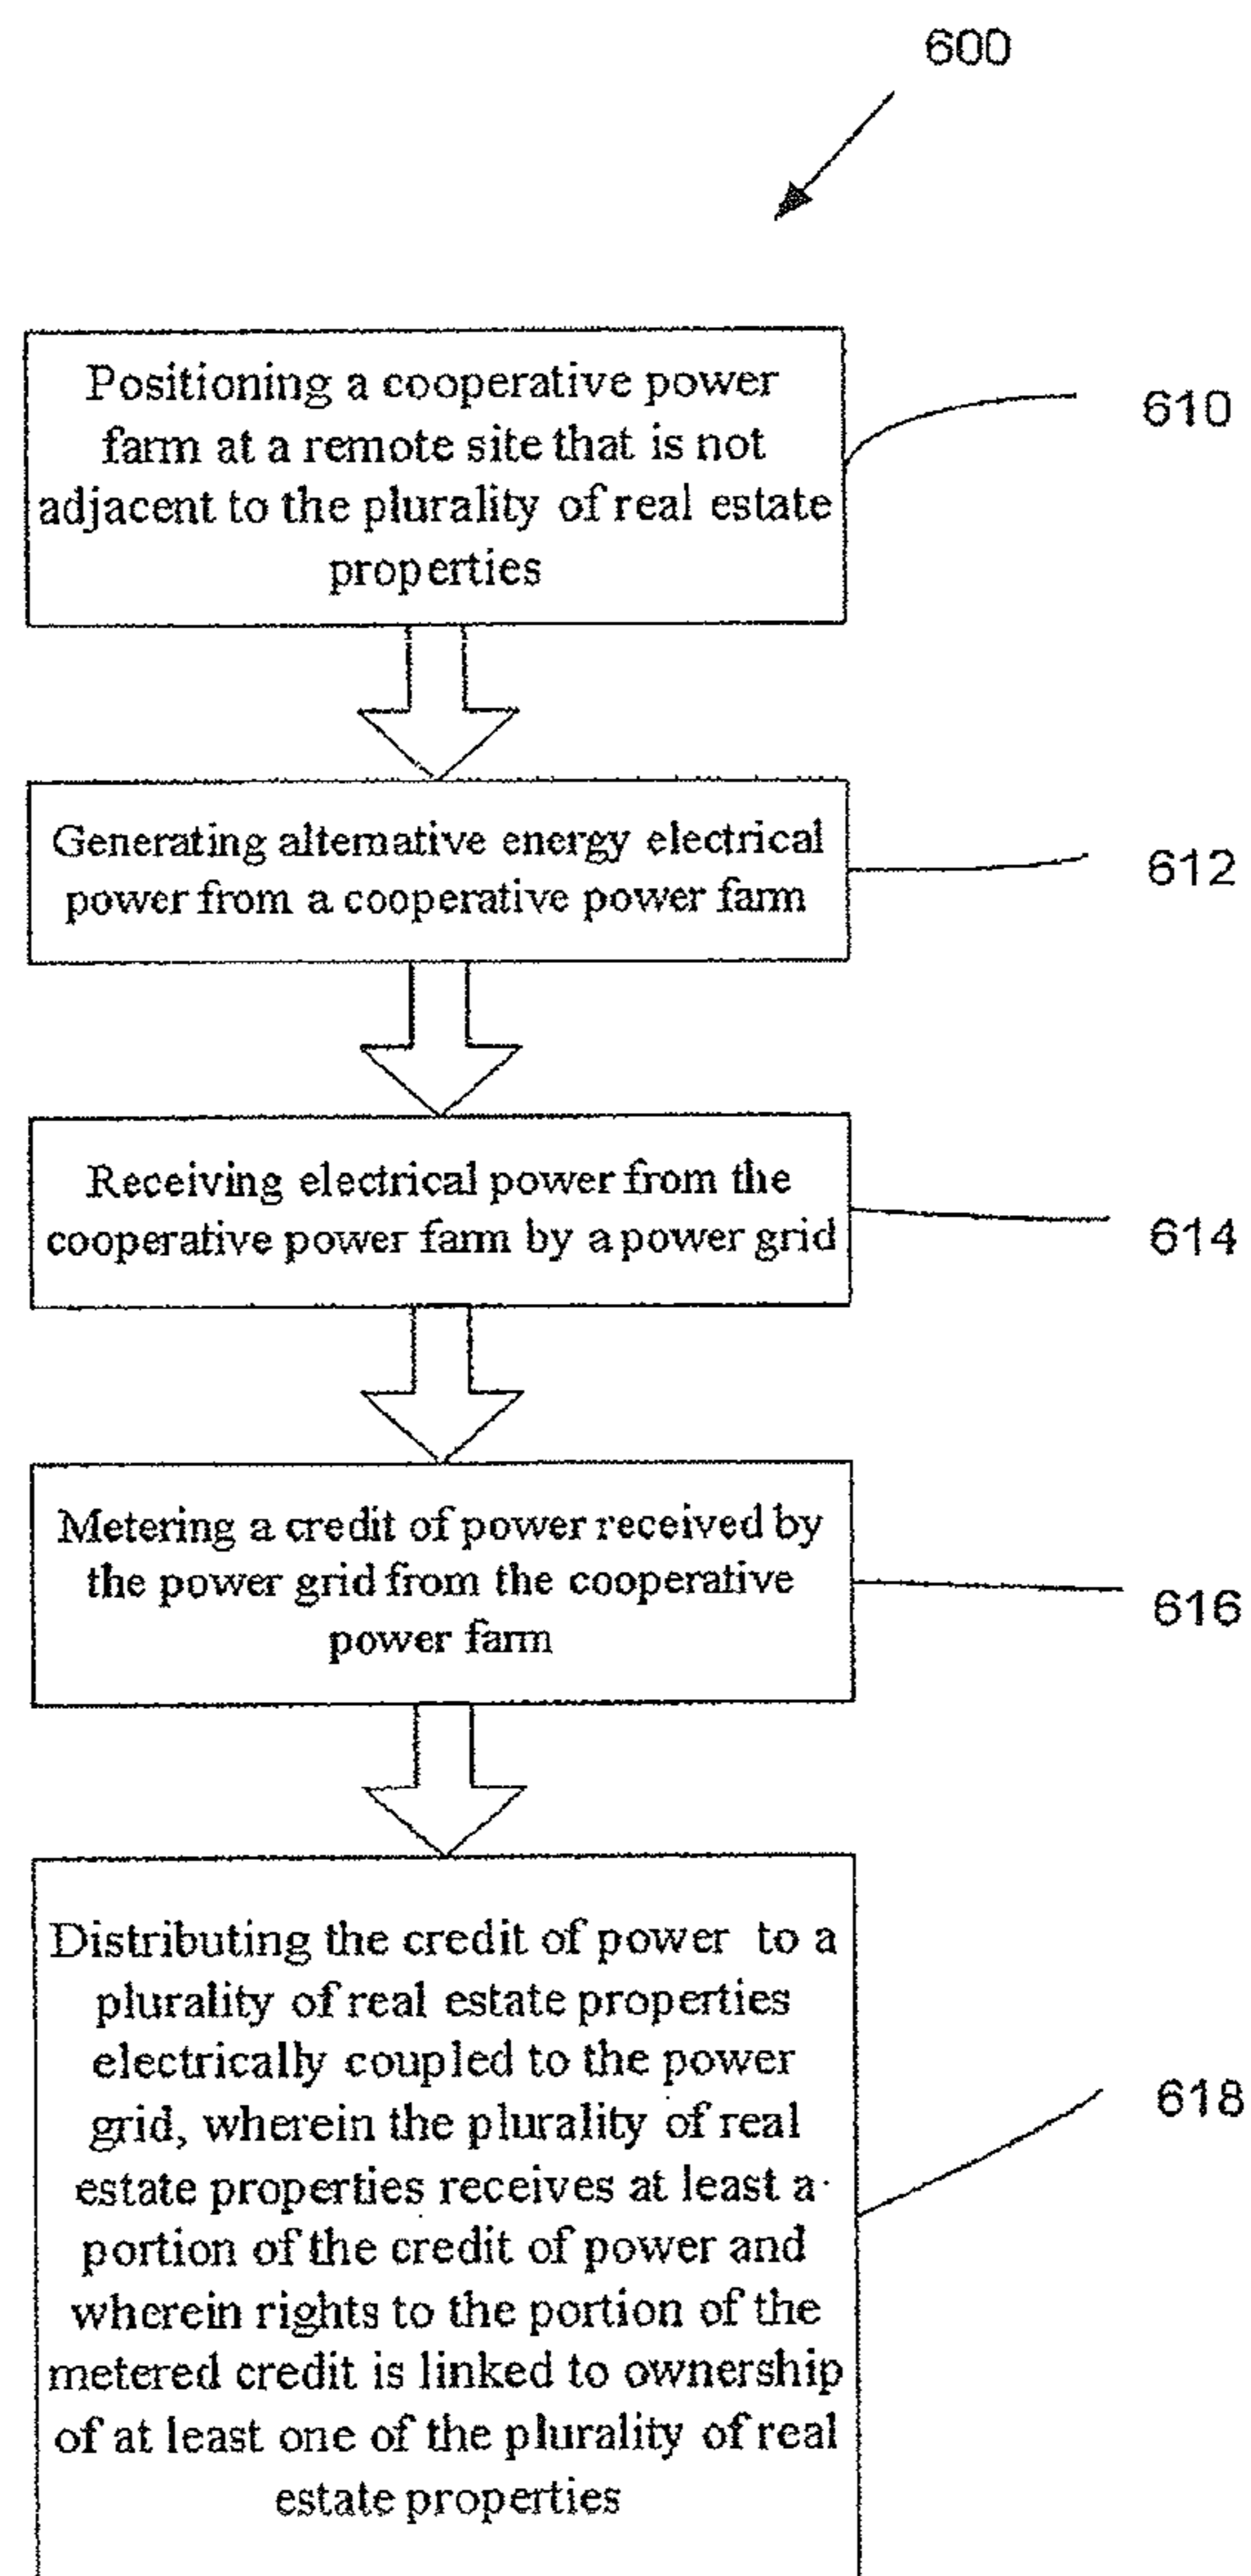 600
Positioning a cooperative power
farm at a remote site that is not
adjacent to the plurality of real estate
properties
610
Generating alternative energy electrical
power from a cooperative power farm
612
Receiving electrical power from the
cooperative power farm by a power grid
614
Metering a credit of power received by
the power grid from the cooperative
power farm
616
Distributing the credit of power to a
plurality of real estate properties
electrically coupled to the power
grid, wherein the plurality of real
estate properties receives at least a
portion of the credit of power and
wherein rights to the portion of the
metered credit is linked to ownership
of at least one of the plurality of real
estate properties
618